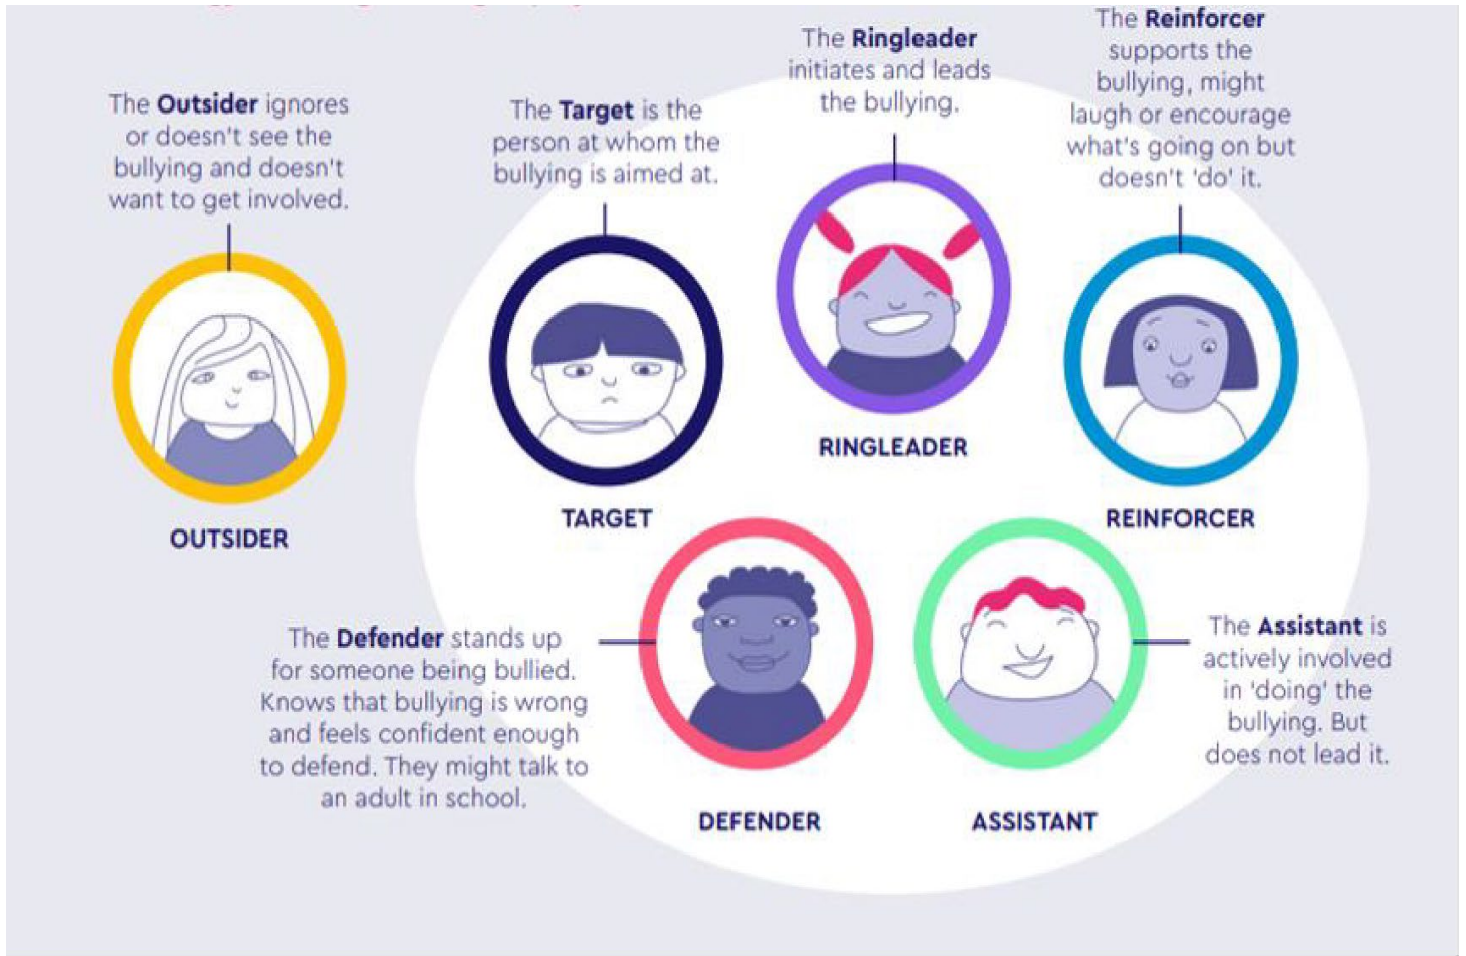 The Outsider ignores
or doesn't see the
bullying and doesn't
want to get involved.
OUTSIDER
The Target is the
person at whom the
bullying is aimed at.
TARGET
The Ringleader
initiates and leads
the bullying.
RINGLEADER
The Reinforcer
supports the
bullying, might
laugh or encourage
what's going on but
doesn't 'do' it.
REINFORCER
The Defender stands up
for someone being bullied.
Knows that bullying is wrong
and feels confident enough
to defend. They might talk to
an adult in school.
DEFENDER
The Assistant is
actively involved
in 'doing' the
bullying. But
does not lead it.
ASSISTANT